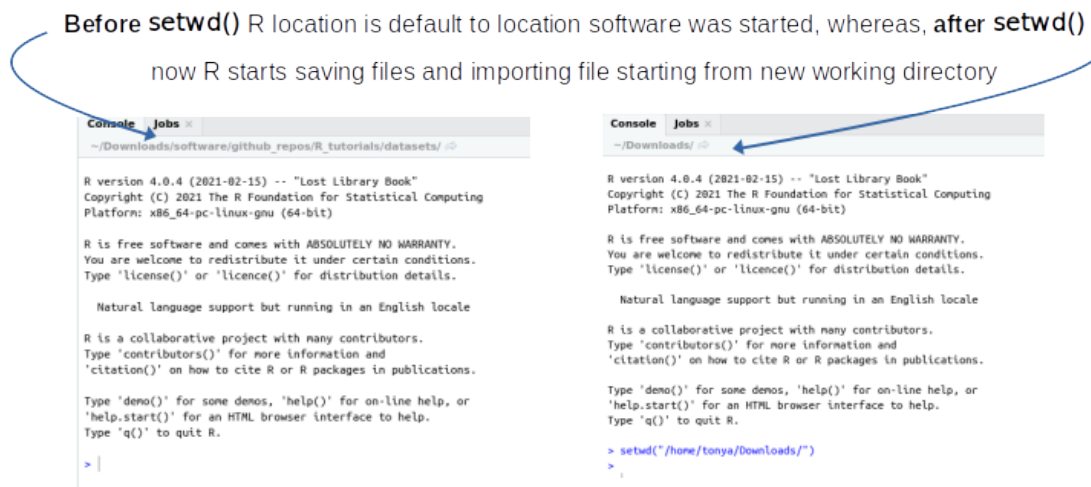 Before setwd() R location is default to location software was started, whereas, after setwd()
now R starts saving files and importing file starting from new working directory
Console Jobs ×
~/Downloads/software/github_repos/R_tutorials/datasets/
R version 4.0.4 (2021-02-15) -- "Lost Library Book"
Copyright (C) 2021 The R Foundation for Statistical Computing
Platform: x86_64-pc-linux-gnu (64-bit)
R is free software and comes with ABSOLUTELY NO WARRANTY.
You are welcome to redistribute it under certain conditions.
Type 'license()' or 'licence()' for distribution details.
Natural language support but running in an English locale
R is a collaborative project with many contributors.
Type 'contributors()' for more information and
'citation()' on how to cite R or R packages in publications.
Type 'demo()' for some demos, 'help()' for on-line help, or
'help.start()' for an HTML browser interface to help.
Type 'q()' to quit R.
>
Console Jobs ×
~/Downloads/
R version 4.0.4 (2021-02-15) -- "Lost Library Book"
Copyright (C) 2021 The R Foundation for Statistical Computing
Platform: x86_64-pc-linux-gnu (64-bit)
R is free software and comes with ABSOLUTELY NO WARRANTY.
You are welcome to redistribute it under certain conditions.
Type 'license()' or 'licence()' for distribution details.
Natural language support but running in an English locale
R is a collaborative project with many contributors.
Type 'contributors()' for more information and
'citation()' on how to cite R or R packages in publications.
Type 'demo()' for some demos, 'help()' for on-line help, or
'help.start()' for an HTML browser interface to help.
Type 'q()' to quit R.
> setwd("/home/tonya/Downloads/")
>